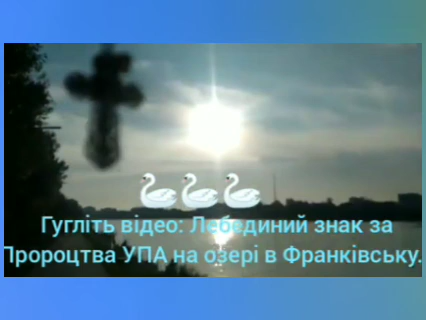 Гугліть відео: Лебединий знак за
Пророцтва УПА на озері в Франківську.